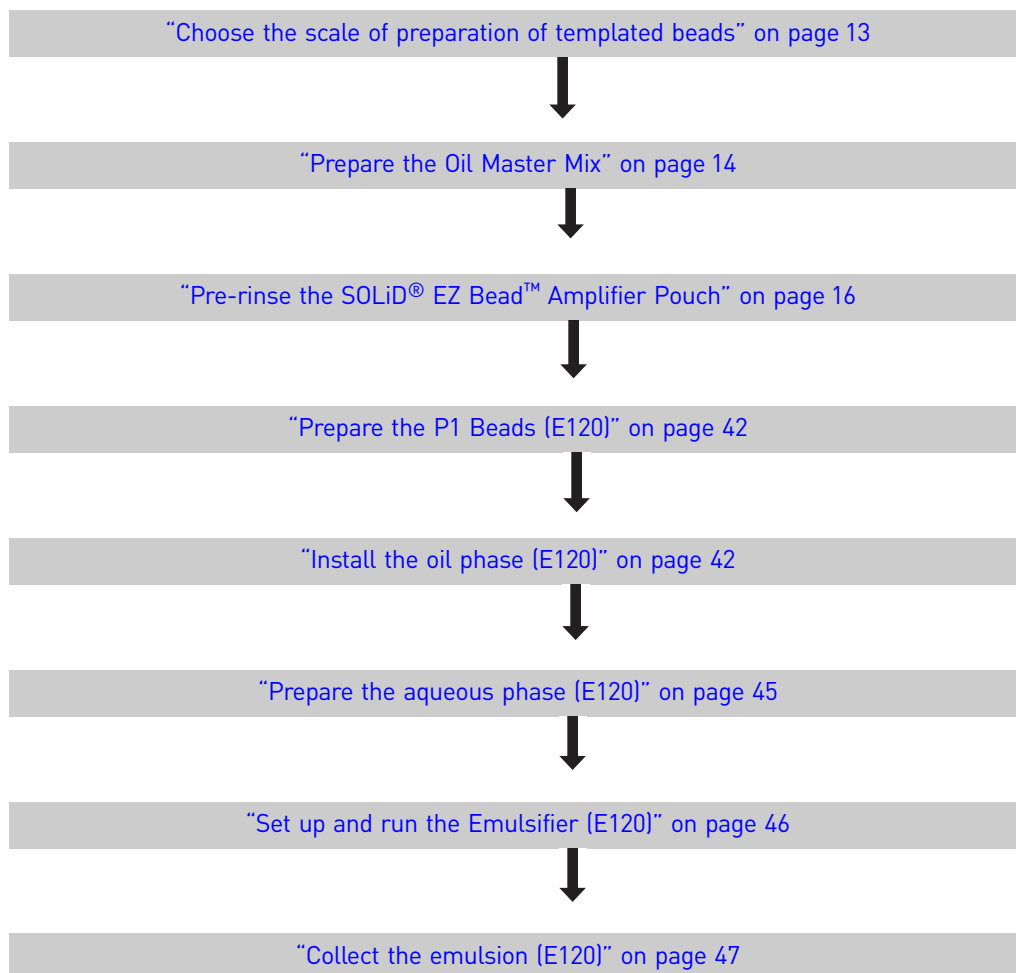 “Choose the scale of preparation of templated beads” on page 13
“Prepare the Oil Master Mix” on page 14
“Pre-rinse the SOLiD® EZ Bead™ Amplifier Pouch” on page 16
“Prepare the P1 Beads (E120)” on page 42
“Install the oil phase (E120)” on page 42
“Prepare the aqueous phase (E120)” on page 45
“Set up and run the Emulsifier (E120)” on page 46
“Collect the emulsion (E120)” on page 47